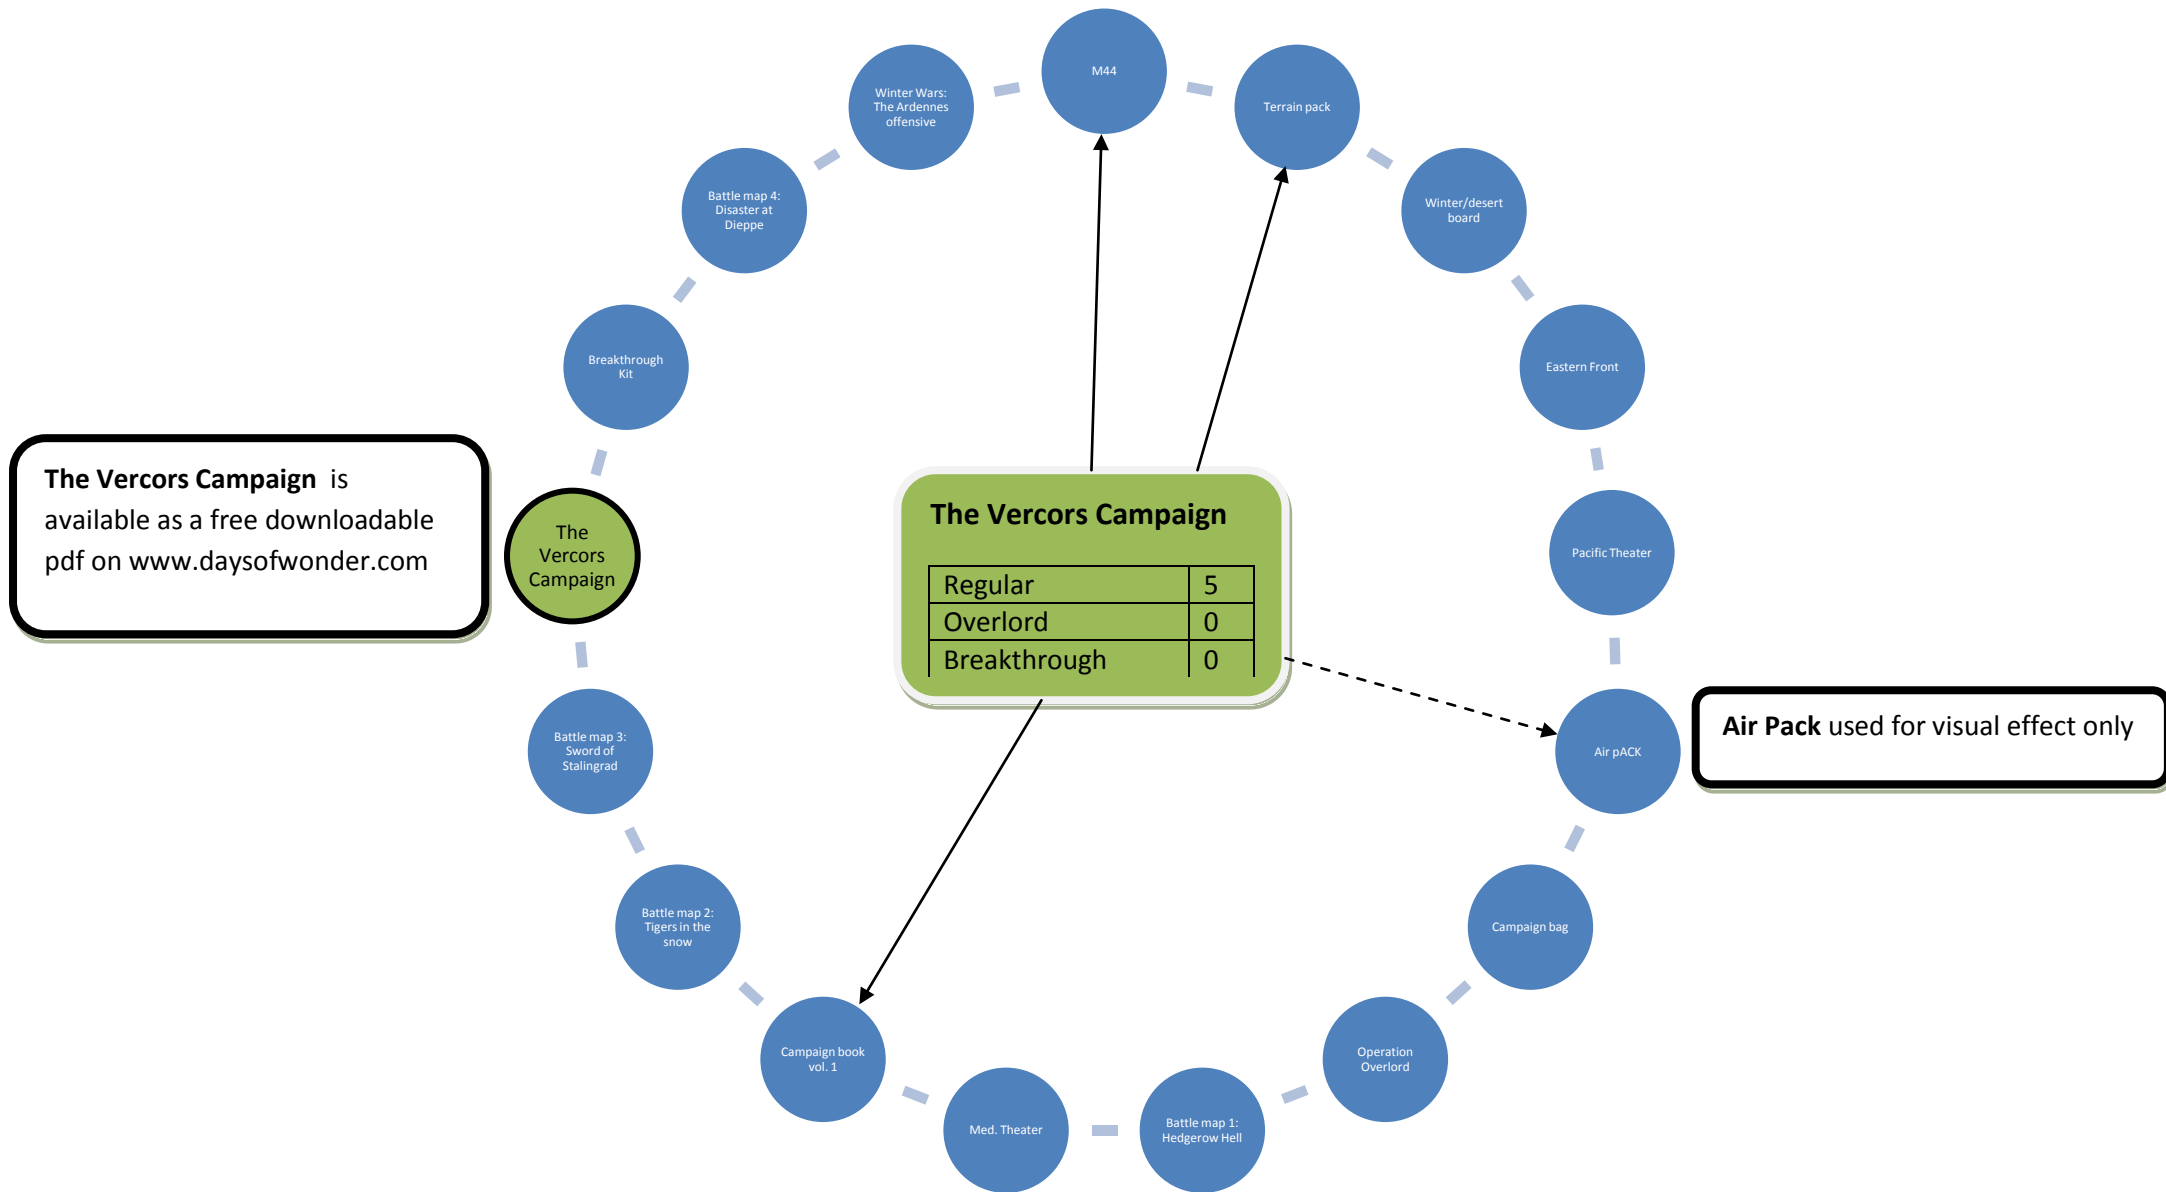 M44
Winter Wars:
The Ardennes
offensive
Terrain pack
Battle map 4:
Disaster at
Dieppe
Winter/desert
board
Breakthrough
Kit
Eastern Front
The Vercors Campaign is
available as a free downloadable
pdf on www.daysofwonder.com
The
Vercors
Campaign
The Vercors Campaign
Regular 5
Overlord 0
Breakthrough 0
Pacific Theater
Battle map 3:
Sword of
Stalingrad
Air pACK
Air Pack used for visual effect only
Battle map 2:
Tigers in the
snow
Campaign bag
Campaign book
vol. 1
Operation
Overlord
Med. Theater
Battle map 1:
Hedgerow Hell